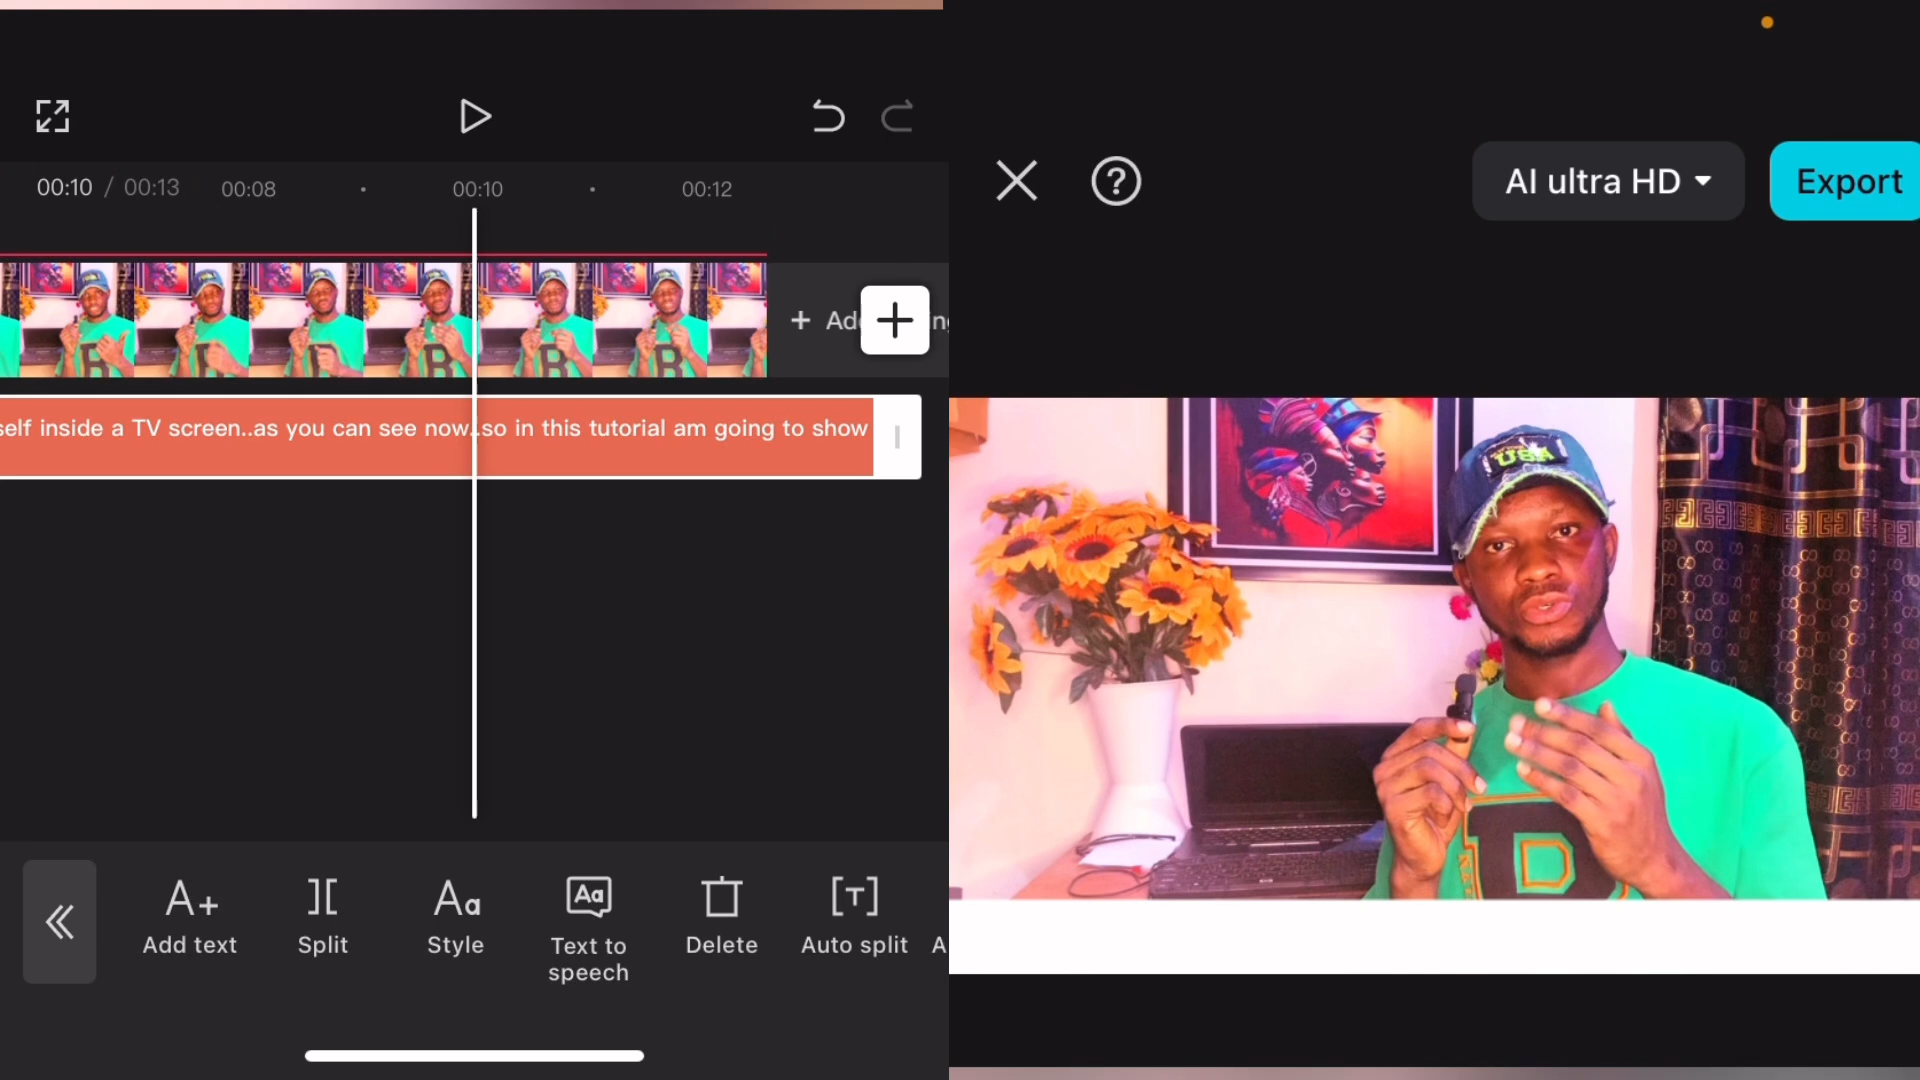 00:10 / 00:13
00:08
00:10
00:12
+ Ad
self inside a TV screen..as you can see now..so in this tutorial am going to show
Add text
Split
Style
Text to
speech
Delete
Auto split
A
AI ultra HD
Export
USA